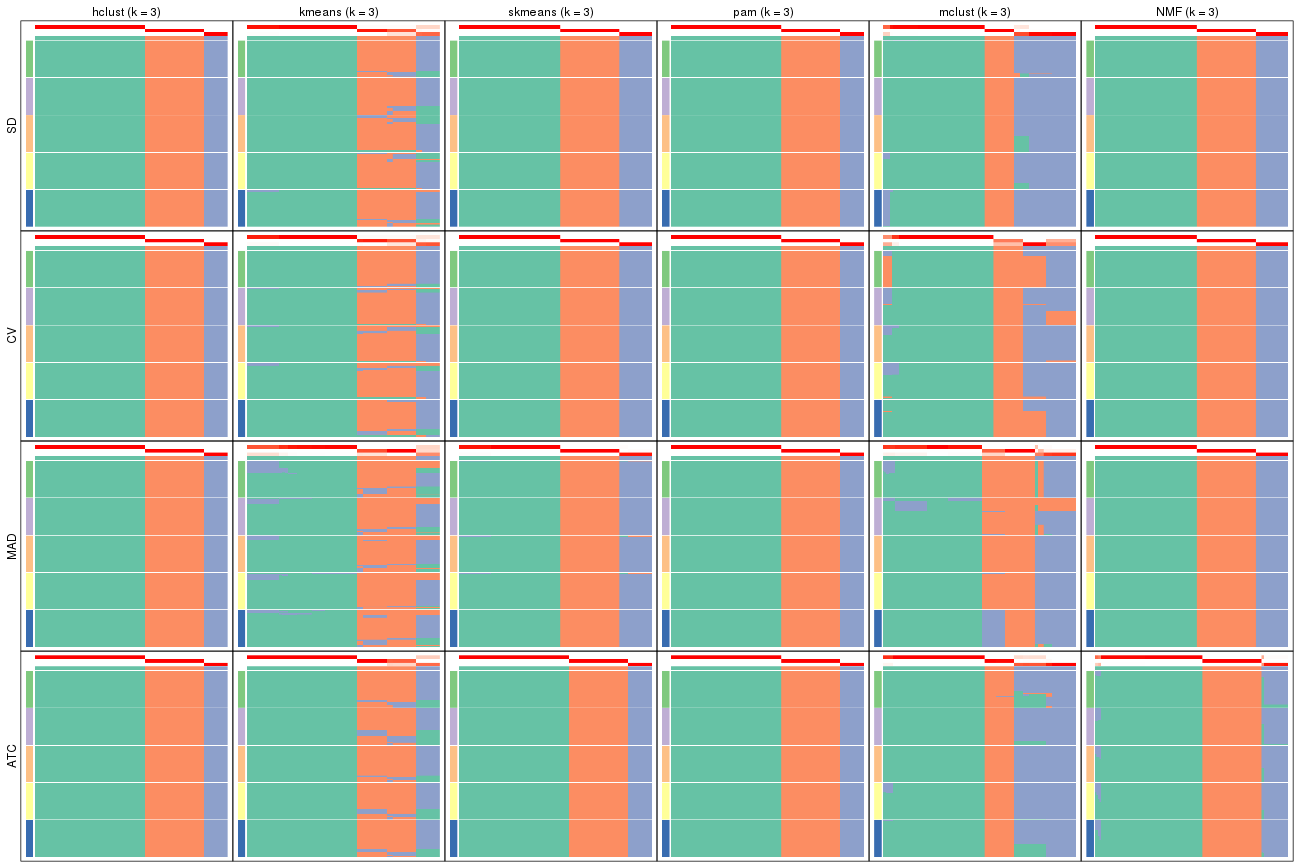 hclust (k = 3)
kmeans (k = 3)
skmeans (k = 3)
pam (k = 3)
mclust (k = 3)
NMF (k = 3)
SD
CV
MAD
ATC